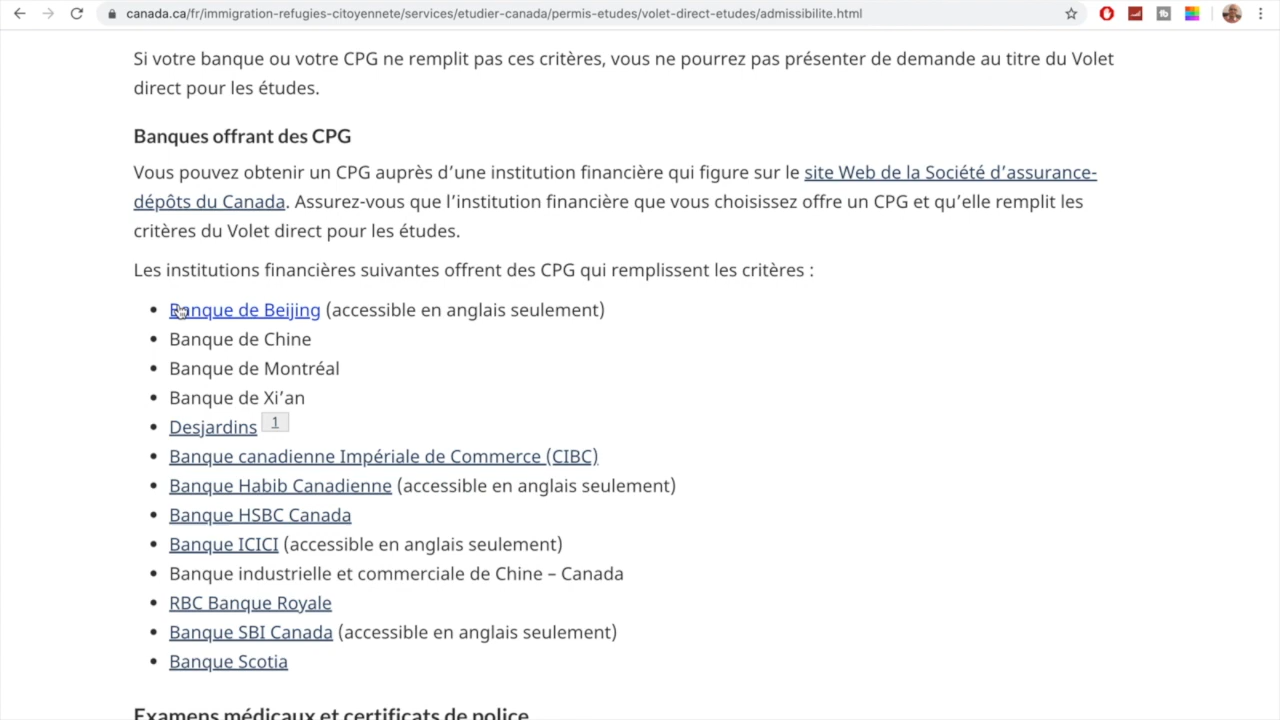 canada.ca/fr/immigration-refugies-citoyennete/services/etudier-canada/permis-etudes/volet-direct-etudes/admissibilite.html
Si votre banque ou votre CPG ne remplit pas ces critères, vous ne pourrez pas présenter de demande au titre du Volet
direct pour les études.
Banques offrant des CPG
Vous pouvez obtenir un CPG auprès d’une institution financière qui figure sur le site Web de la Société d’assurance-
dépôts du Canada. Assurez-vous que l’institution financière que vous choisissez offre un CPG et qu’elle remplit les
critères du Volet direct pour les études.
Les institutions financières suivantes offrent des CPG qui remplissent les critères :
Banque de Beijing (accessible en anglais seulement)
Banque de Chine
Banque de Montréal
Banque de Xi’an
Desjardins 1
Banque canadienne Impériale de Commerce (CIBC)
Banque Habib Canadienne (accessible en anglais seulement)
Banque HSBC Canada
Banque ICICI (accessible en anglais seulement)
Banque industrielle et commerciale de Chine – Canada
RBC Banque Royale
Banque SBI Canada (accessible en anglais seulement)
Banque Scotia
Examens médicaux et certificats de police